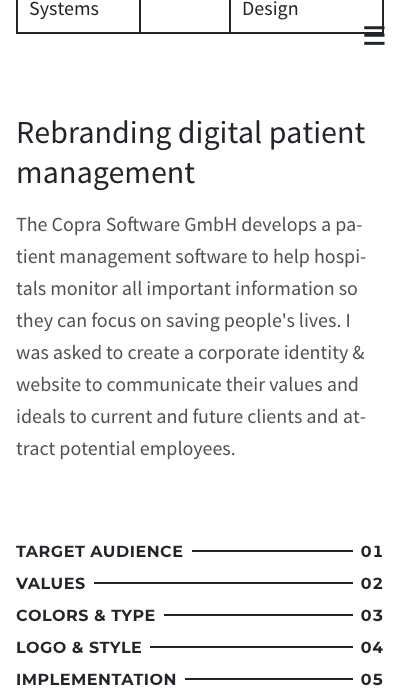 Systems
Design
Rebranding digital patient
management
The Copra Software GmbH develops a pa-
tient management software to help hospi-
tals monitor all important information so
they can focus on saving people's lives. I
was asked to create a corporate identity &
website to communicate their values and
ideals to current and future clients and at-
tract potential employees.
TARGET AUDIENCE 01
VALUES 02
COLORS & TYPE 03
LOGO & STYLE 04
IMPLEMENTATION 05